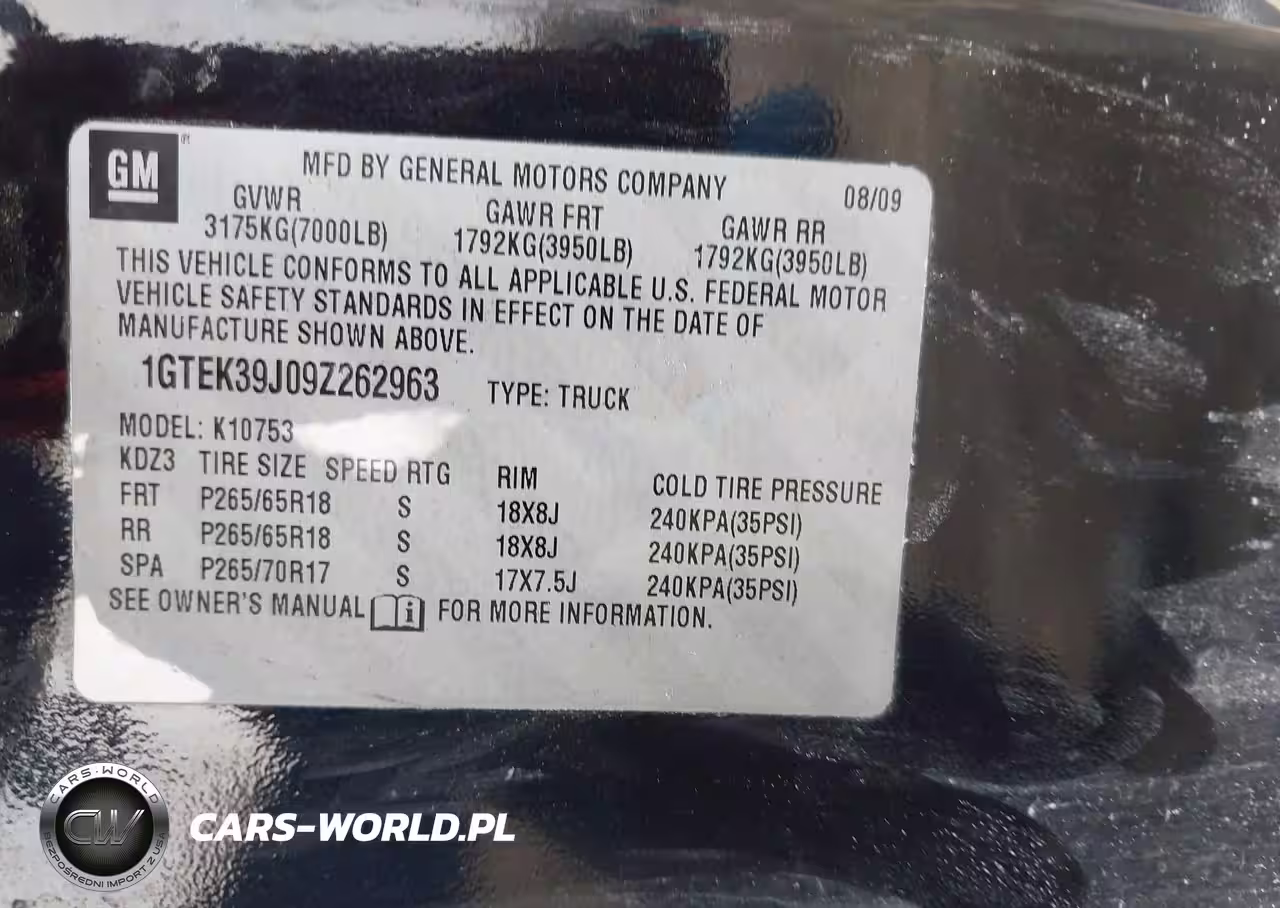 GM
MFD BY GENERAL MOTORS COMPANY 08/09
GVWR GAWR FRT GAWR RR
3175KG(7000LB) 1792KG(3950LB) 1792KG(3950LB)
THIS VEHICLE CONFORMS TO ALL APPLICABLE U.S. FEDERAL MOTOR
VEHICLE SAFETY STANDARDS IN EFFECT ON THE DATE OF
MANUFACTURE SHOWN ABOVE.
1GTEK39J09Z262963 TYPE: TRUCK
MODEL: K10753
KDZ3 TIRE SIZE SPEED RTG RIM COLD TIRE PRESSURE
FRT P265/65R18 S 18X8J 240KPA(35PSI)
RR P265/65R18 S 18X8J 240KPA(35PSI)
SPA P265/70R17 S 17X7.5J 240KPA(35PSI)
SEE OWNER'S MANUAL i FOR MORE INFORMATION.
CARS-WORLD
CW
BEZPOŚREDNI IMPORT Z USA
CARS-WORLD.PL